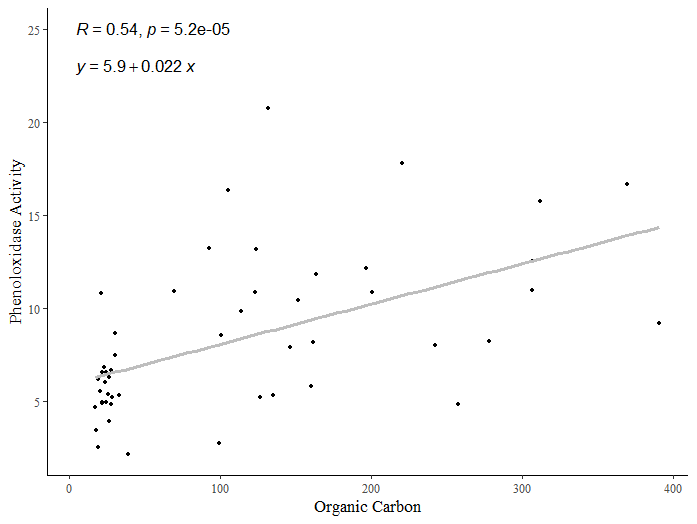 R = 0.54, p = 5.2e-05
y = 5.9 + 0.022 x
25
20
15
10
5
Phenoloxidase Activity
0 100 200 300 400
Organic Carbon